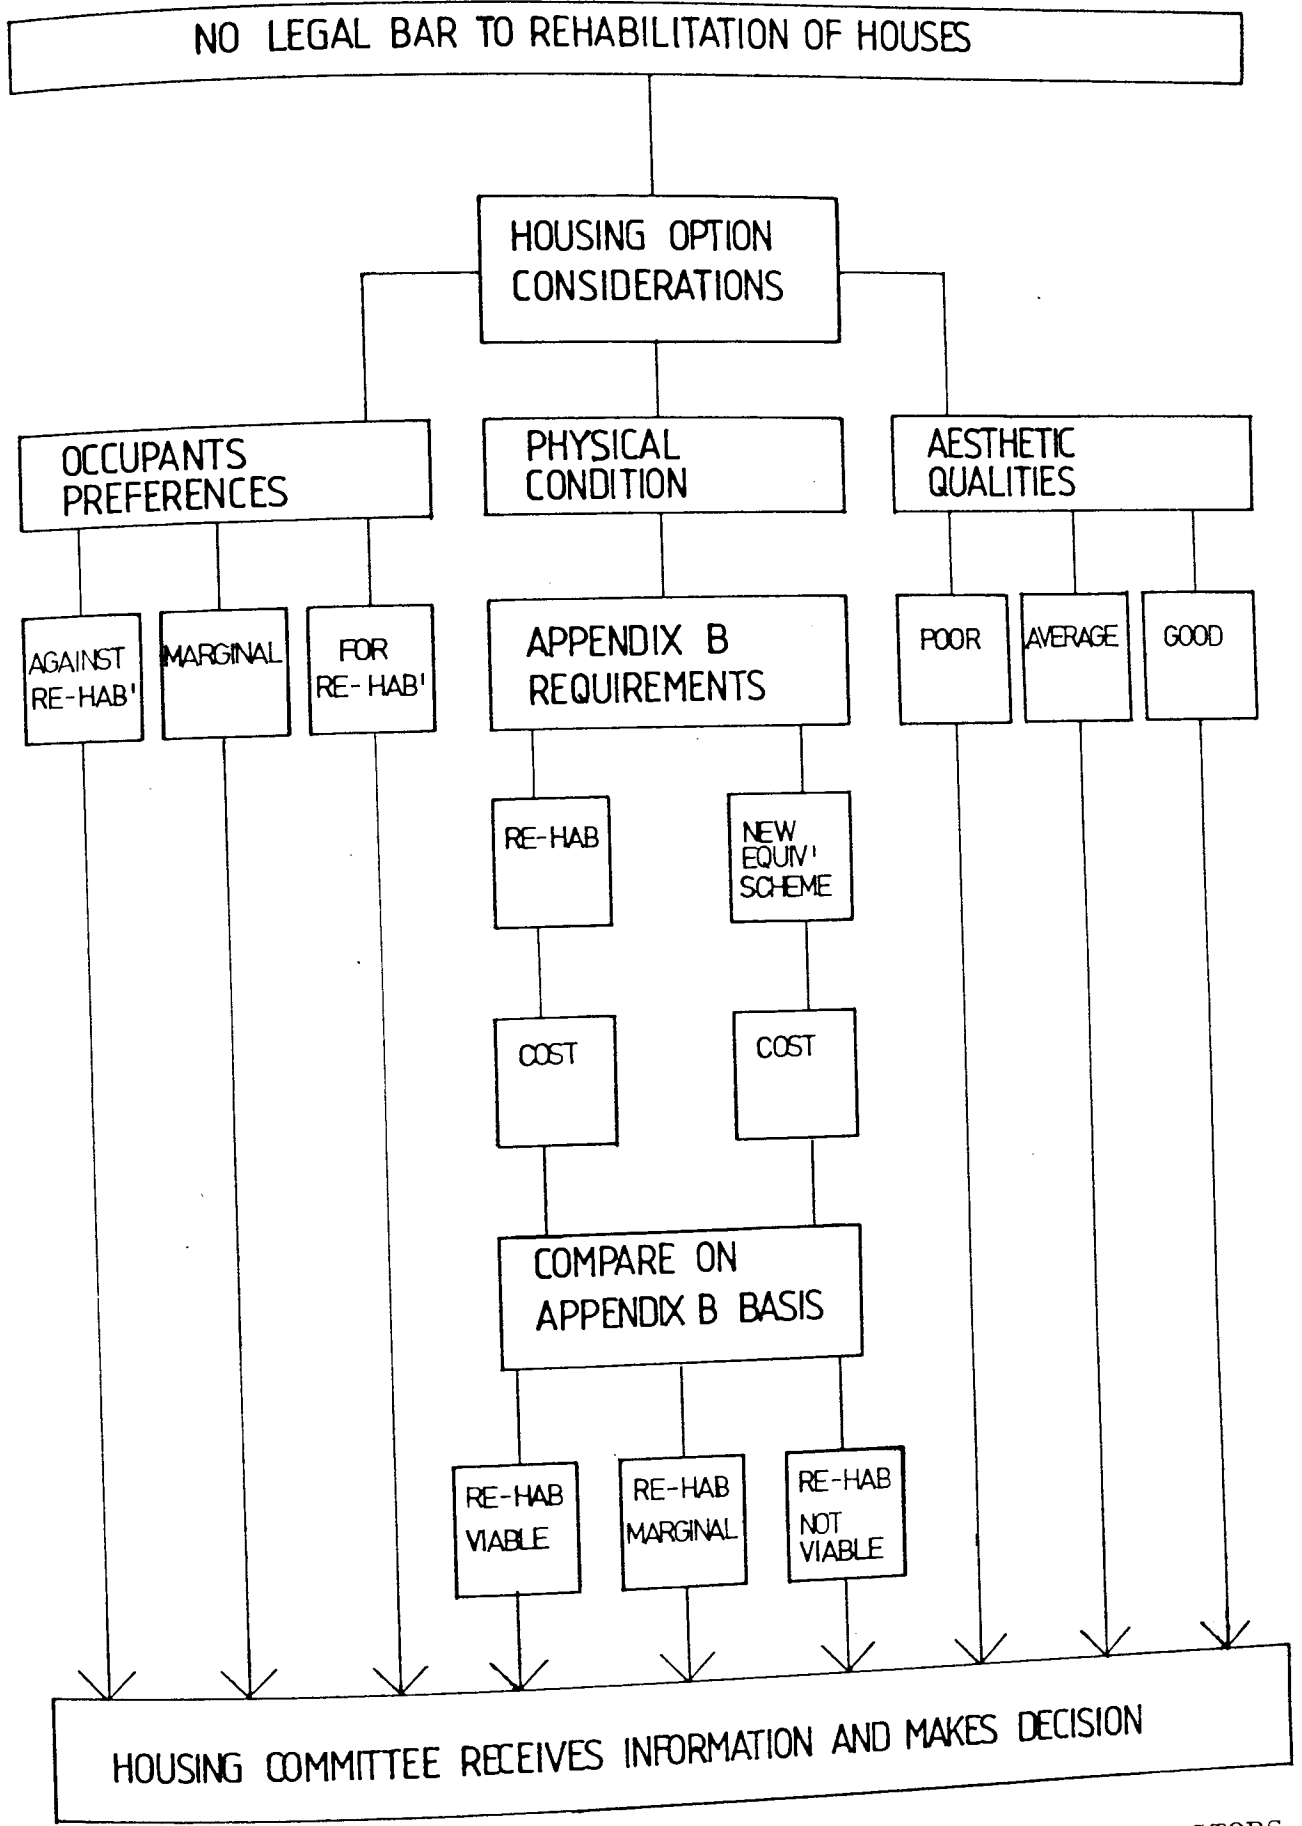 NO LEGAL BAR TO REHABILITATION OF HOUSES
HOUSING OPTION
CONSIDERATIONS
OCCUPANTS
PREFERENCES
PHYSICAL
CONDITION
AESTHETIC
QUALITIES
AGAINST
RE-HAB'
MARGINAL
FOR
RE-HAB'
APPENDIX B
REQUIREMENTS
POOR
AVERAGE
GOOD
RE-HAB
NEW
EQUIV'
SCHEME
COST
COST
COMPARE ON
APPENDIX B BASIS
RE-HAB
VIABLE
RE-HAB
MARGINAL
RE-HAB
NOT
VIABLE
HOUSING COMMITTEE RECEIVES INFORMATION AND MAKES DECISION